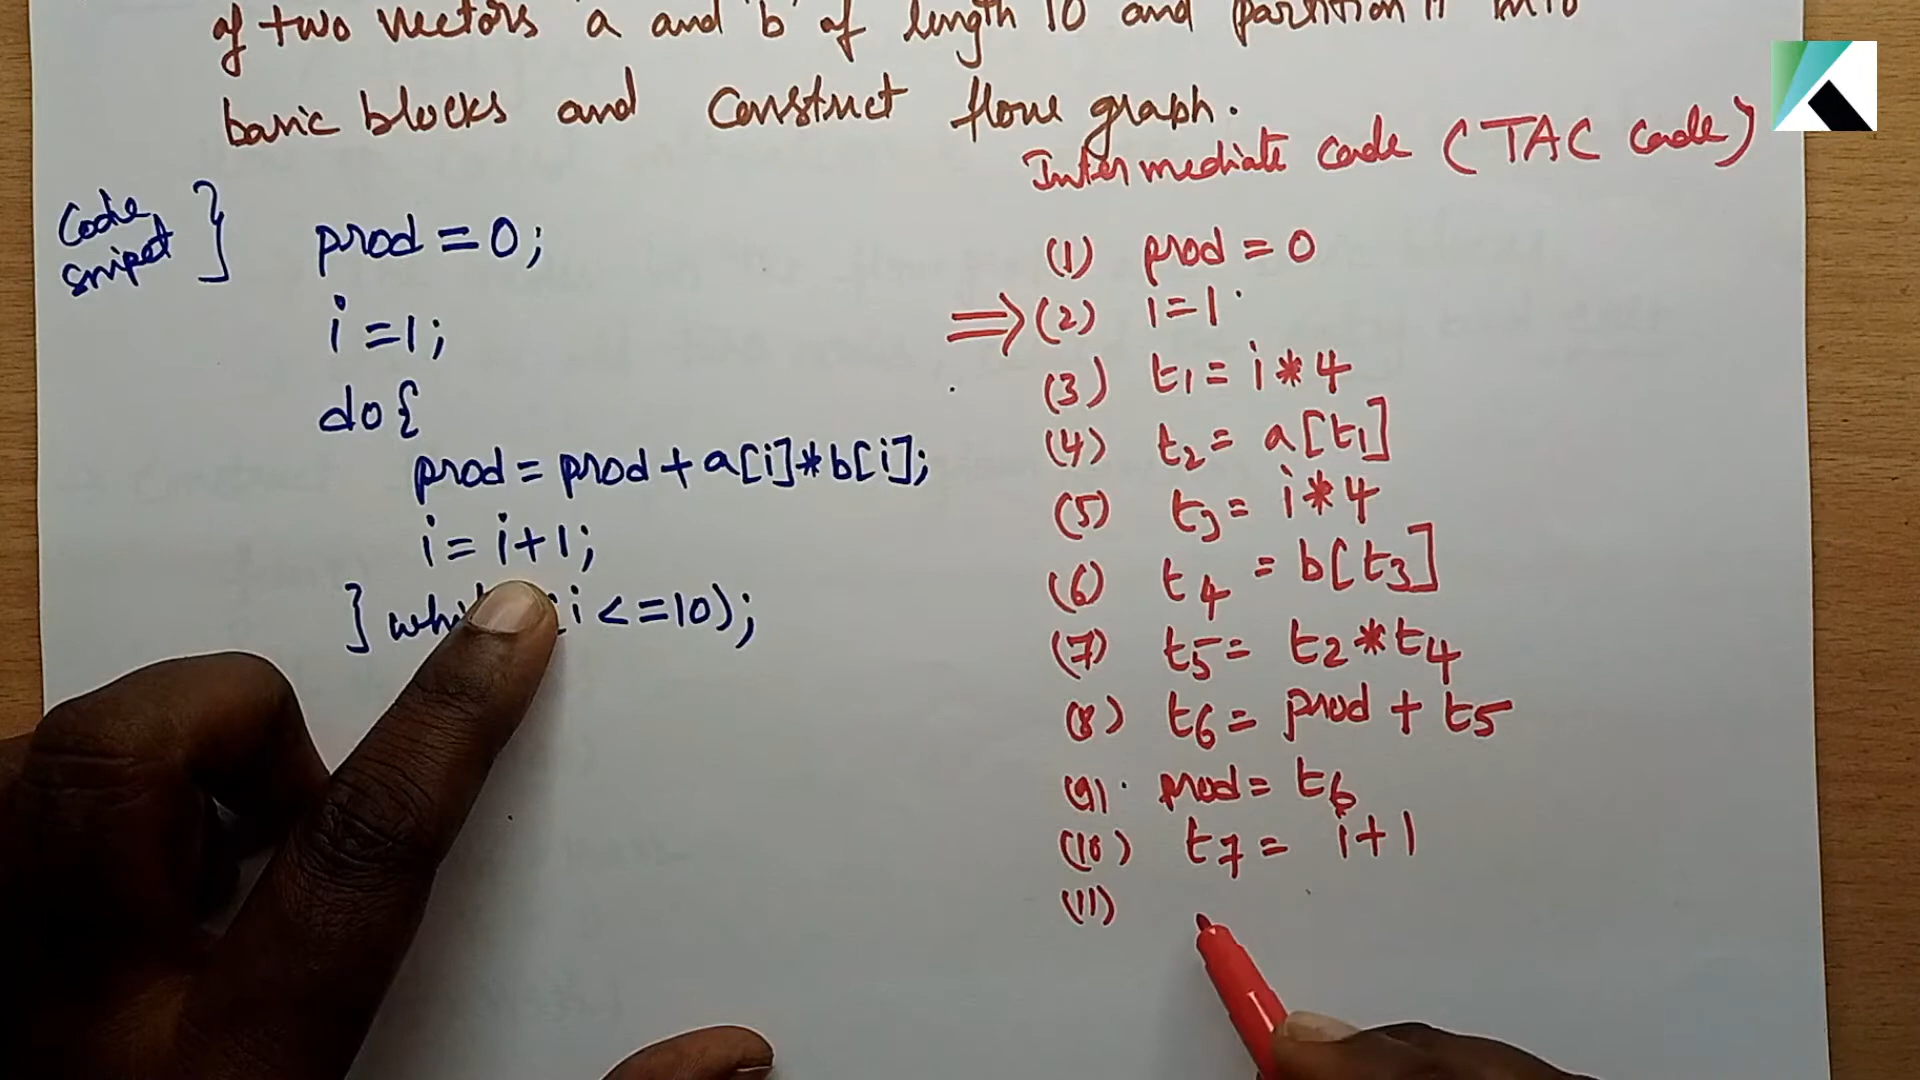 of two vectors 'a' and 'b' of length 10 and partition it into
basic blocks and construct flow graph.
Intermediate code (TAC code)
Code
snipet }
prod = 0;
i = 1;
do {
prod = prod + a[i] * b[i];
i = i+1;
} (i <= 10);
(1) prod = 0
⇒ (2) i = 1
(3) t1 = i * 4
(4) t2 = a[t1]
(5) t3 = i * 4
(6) t4 = b[t3]
(7) t5 = t2 * t4
(8) t6 = prod + t5
(9) prod = t6
(10) t7 = i + 1
(11)